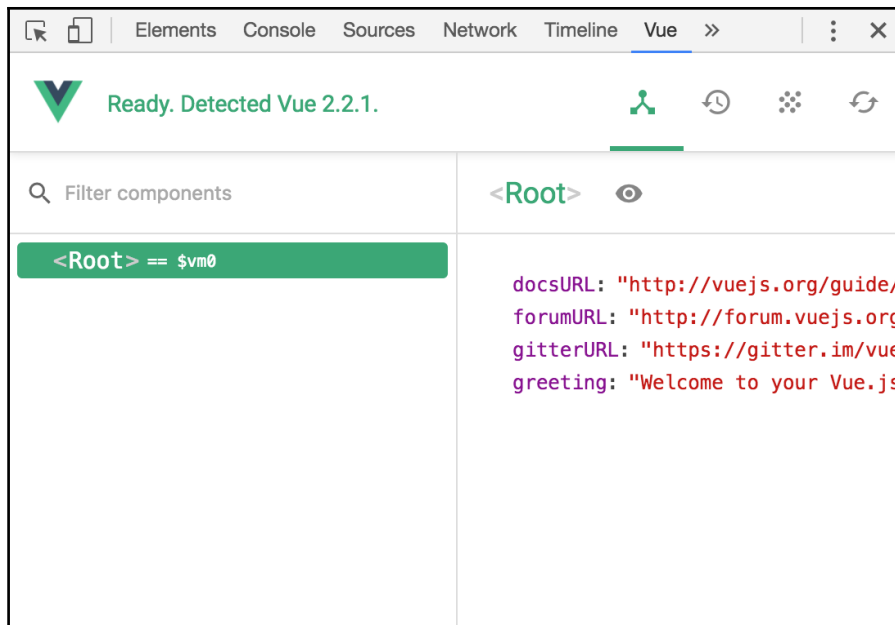 Elements Console Sources Network Timeline Vue »
Ready. Detected Vue 2.2.1.
Filter components
<Root> == $vm0
<Root>
docsURL: "http://vuejs.org/guide/
forumURL: "http://forum.vuejs.org
gitterURL: "https://gitter.im/vue
greeting: "Welcome to your Vue.js